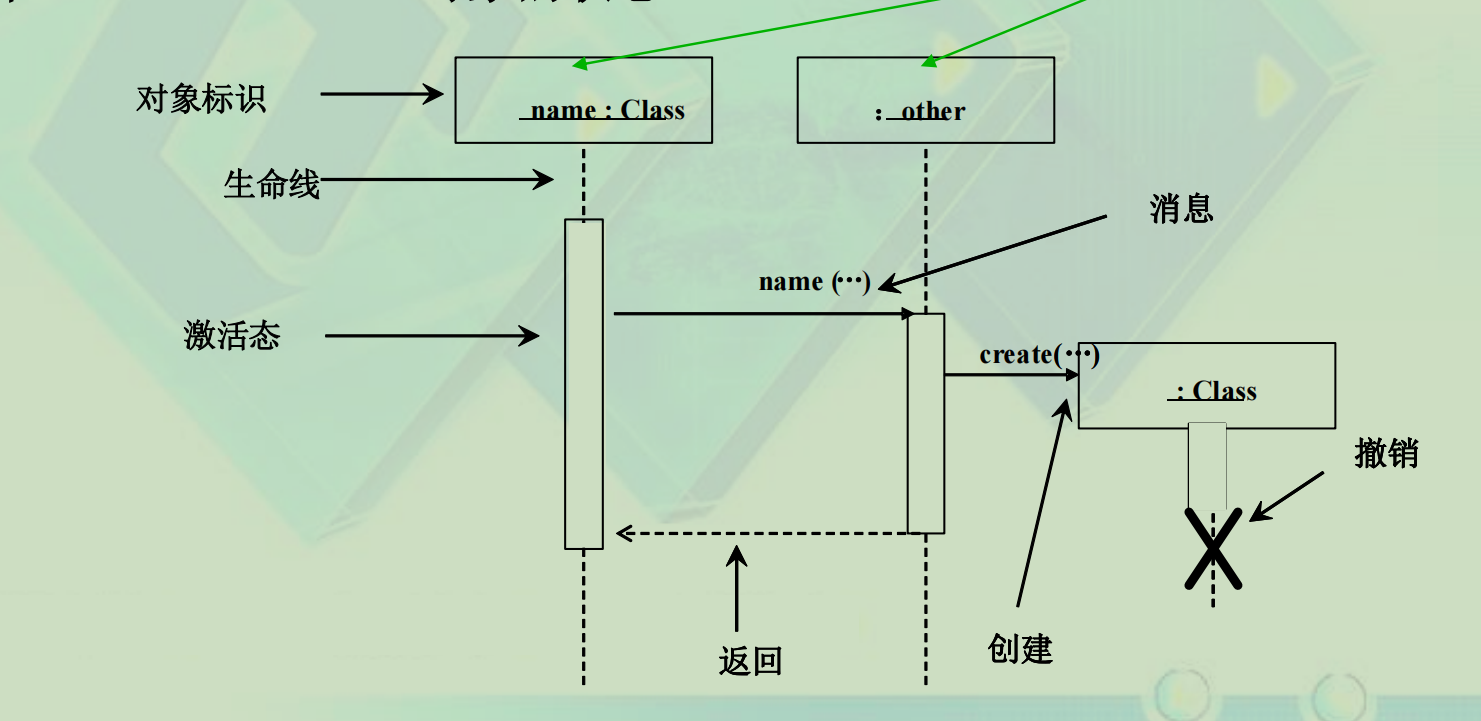 对象标识
name : Class
: other
生命线
消息
name (…)
激活态
create(…)
: Class
撤销
返回
创建